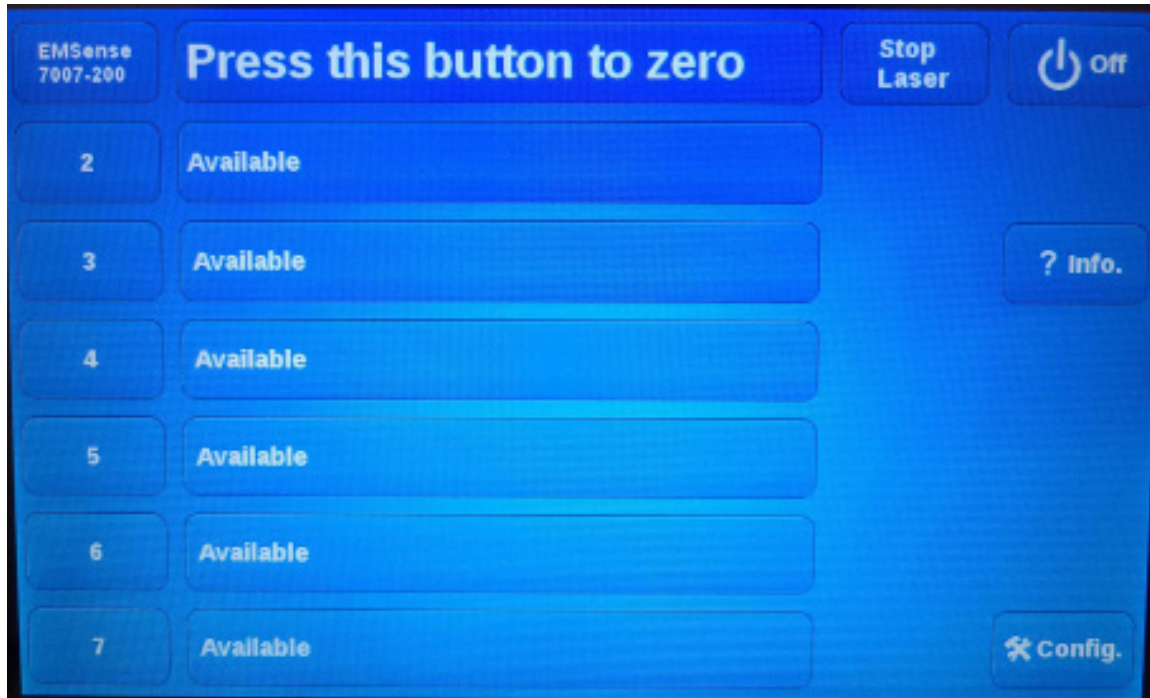 EMSense
7007-200
Press this button to zero
Stop
Laser
Off
2
Available
3
Available
? Info.
4
Available
5
Available
6
Available
7
Available
Config.